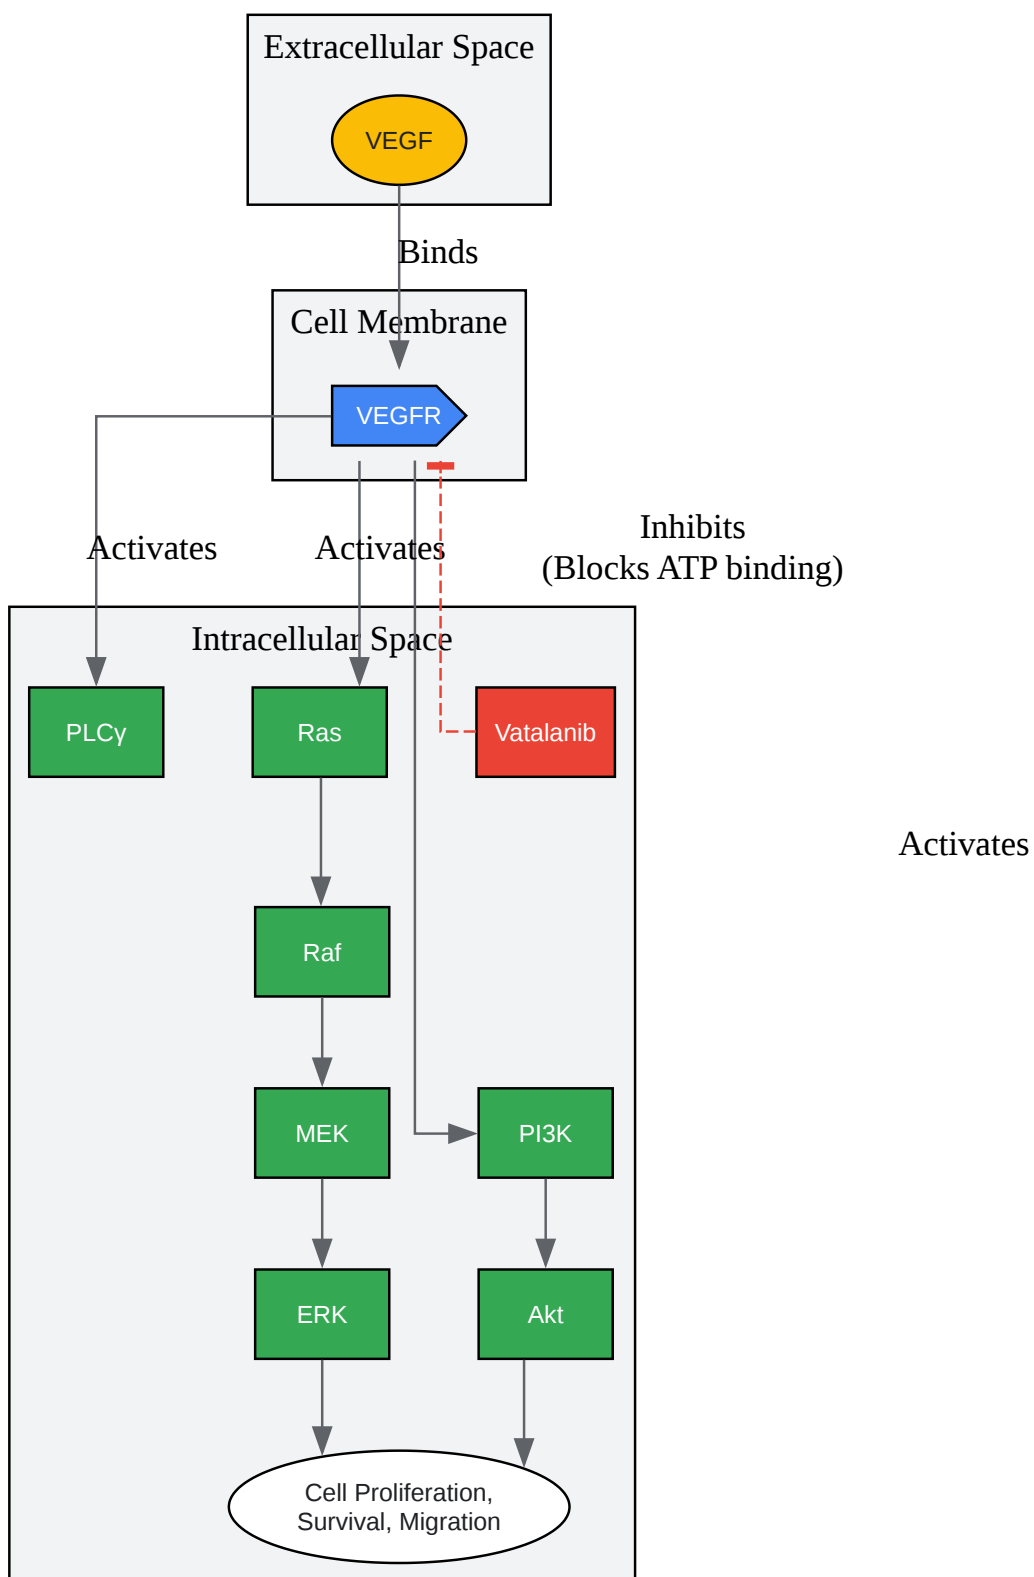 Extracellular Space
VEGF
Binds
Cell Membrane
VEGFR
Activates
Activates
Inhibits
(Blocks ATP binding)
Intracellular Space
PLCγ
Ras
Vatalanib
Activates
Raf
MEK
PI3K
ERK
Akt
Cell Proliferation,
Survival, Migration